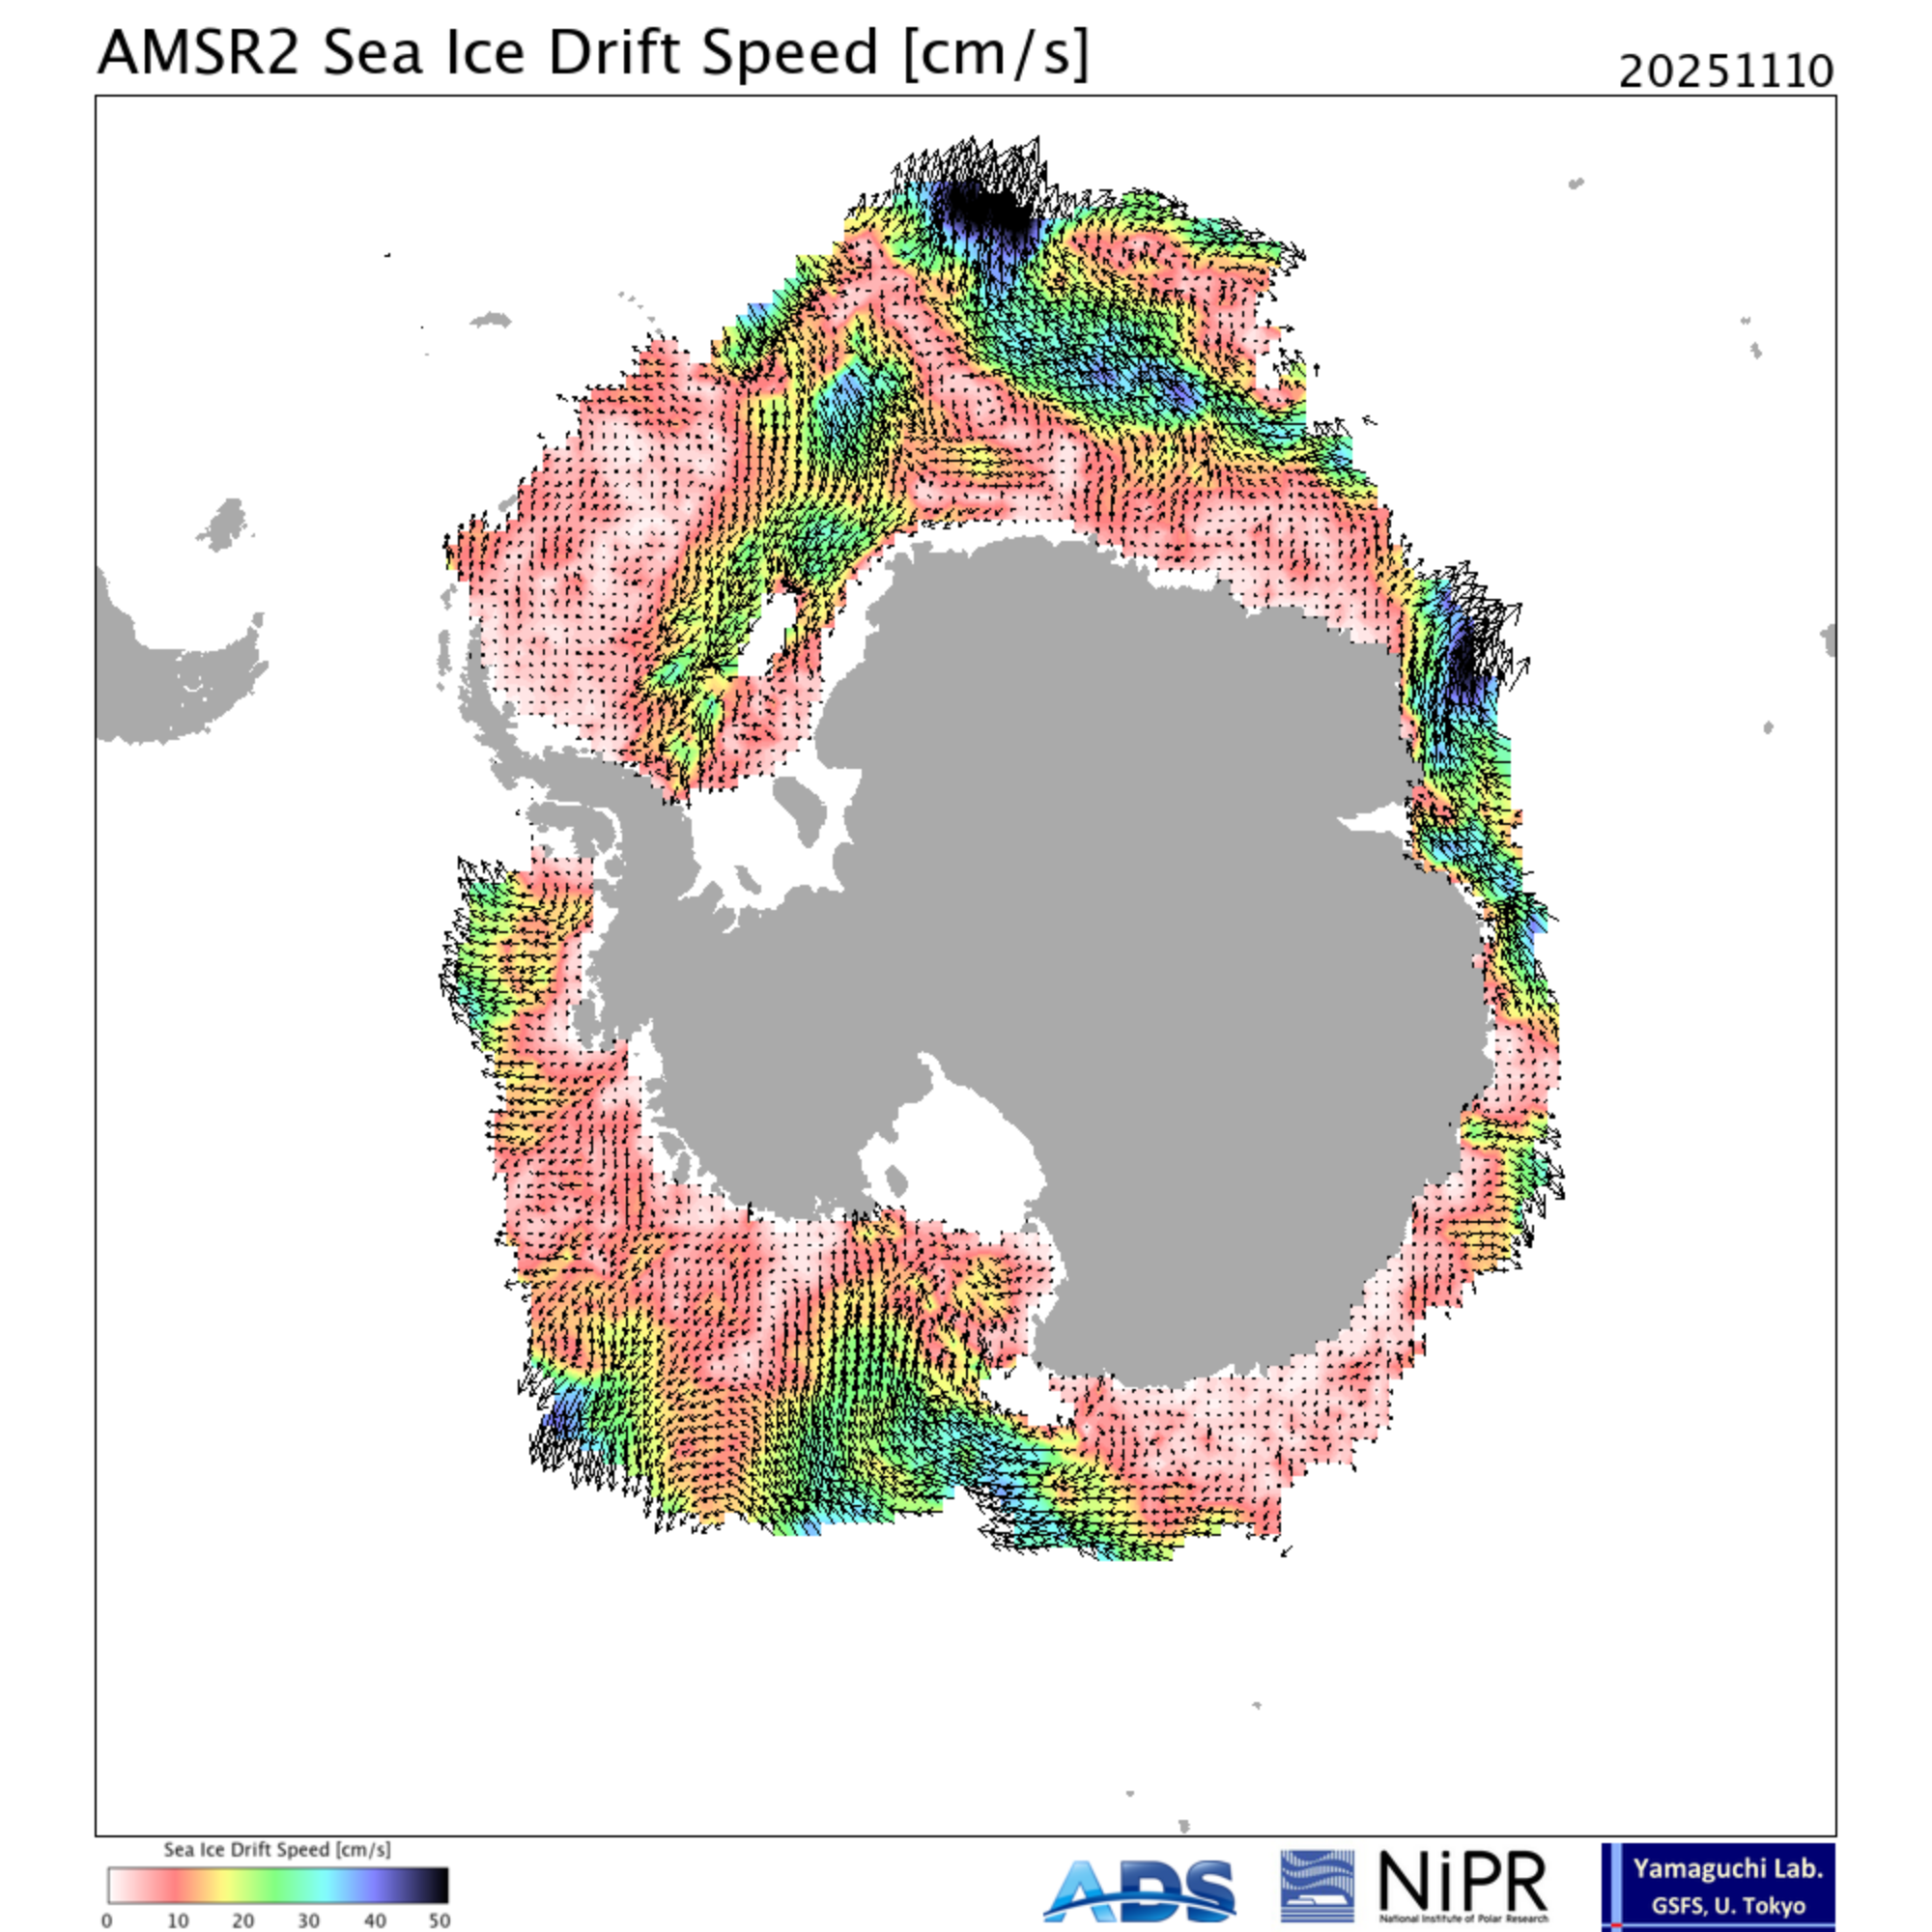 AMSR2 Sea Ice Drift Speed [cm/s]
20251110
Sea Ice Drift Speed [cm/s]
0 10 20 30 40 50
ADS
NiPR
National Institute of Polar Research
Yamaguchi Lab.
GSFS, U. Tokyo